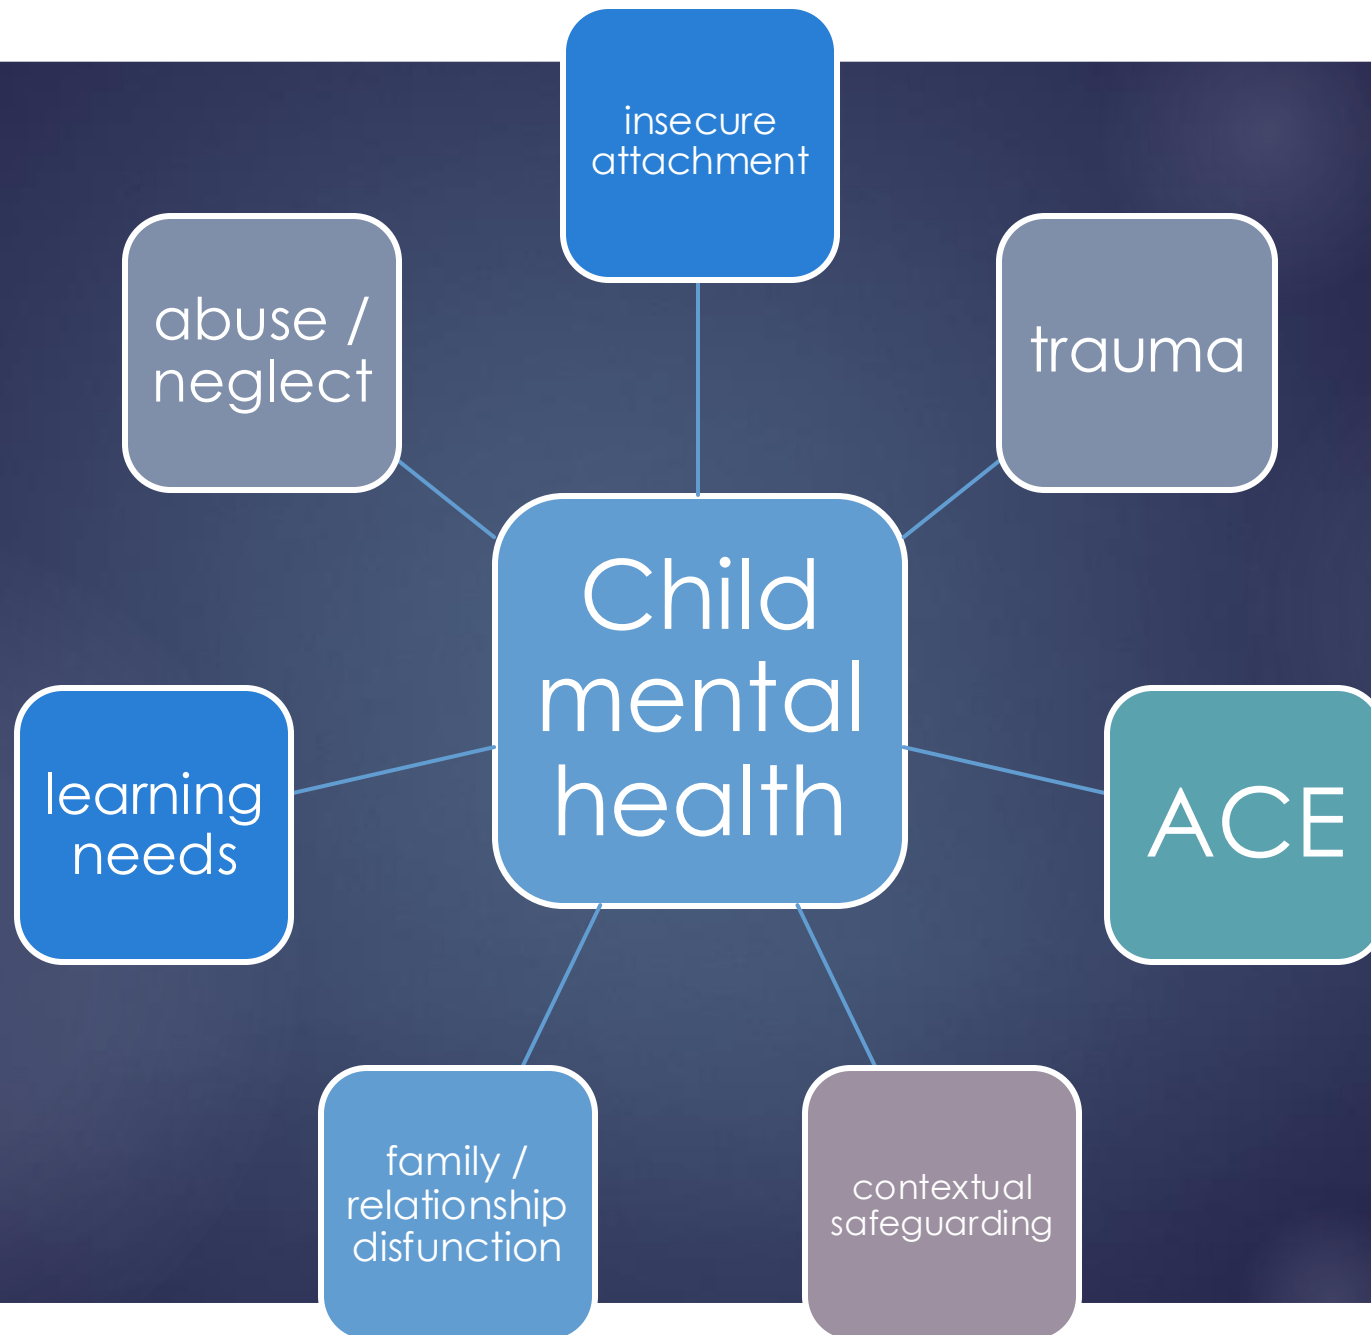 insecure
attachment
abuse /
neglect
trauma
Child
mental
health
learning
needs
ACE
family /
relationship
disfunction
contextual
safeguarding